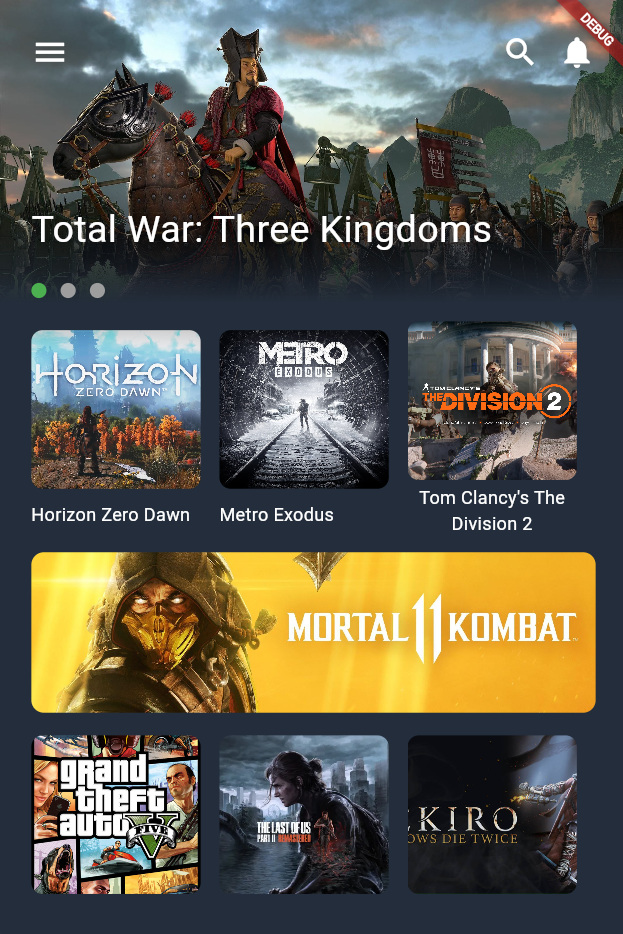 DEBUG
Total War: Three Kingdoms
HORIZON
ZERO DAWN
METRO
EXODUS
TOM CLANCY'S
THE DIVISION 2
Horizon Zero Dawn
Metro Exodus
Tom Clancy's The
Division 2
MORTAL 11 KOMBAT
grand
theft
auto
FIVE
THE LAST OF US
PART II REMASTERED
EKIRO
OWS DIE TWICE